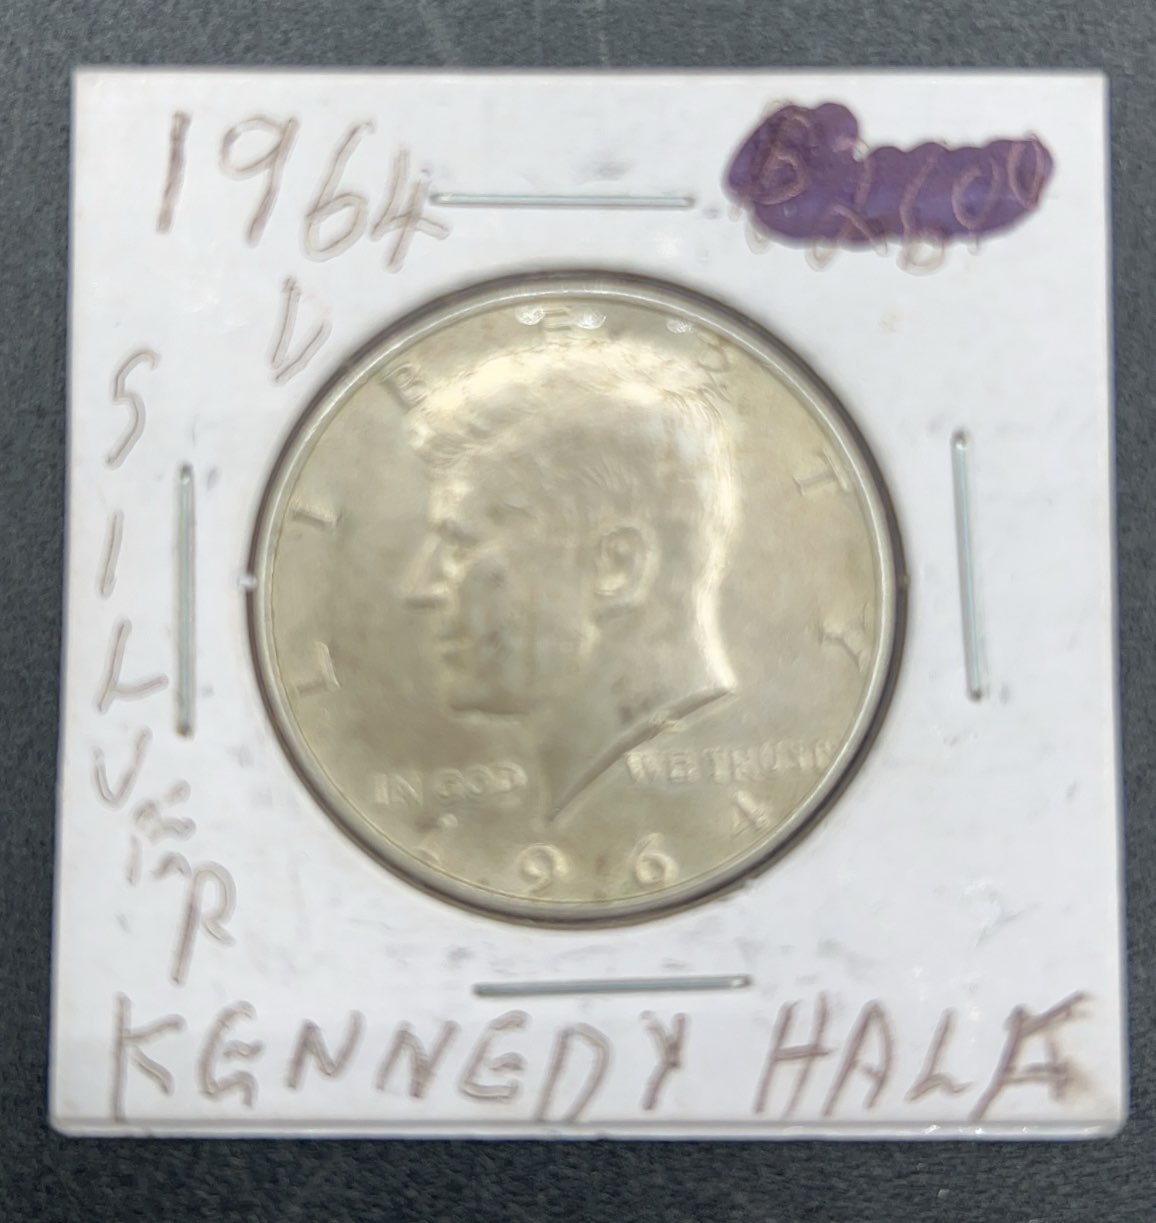 1964
D
SILVER
LIBERTY
IN GOD WE TRUST
1964
KENNEDY HALF